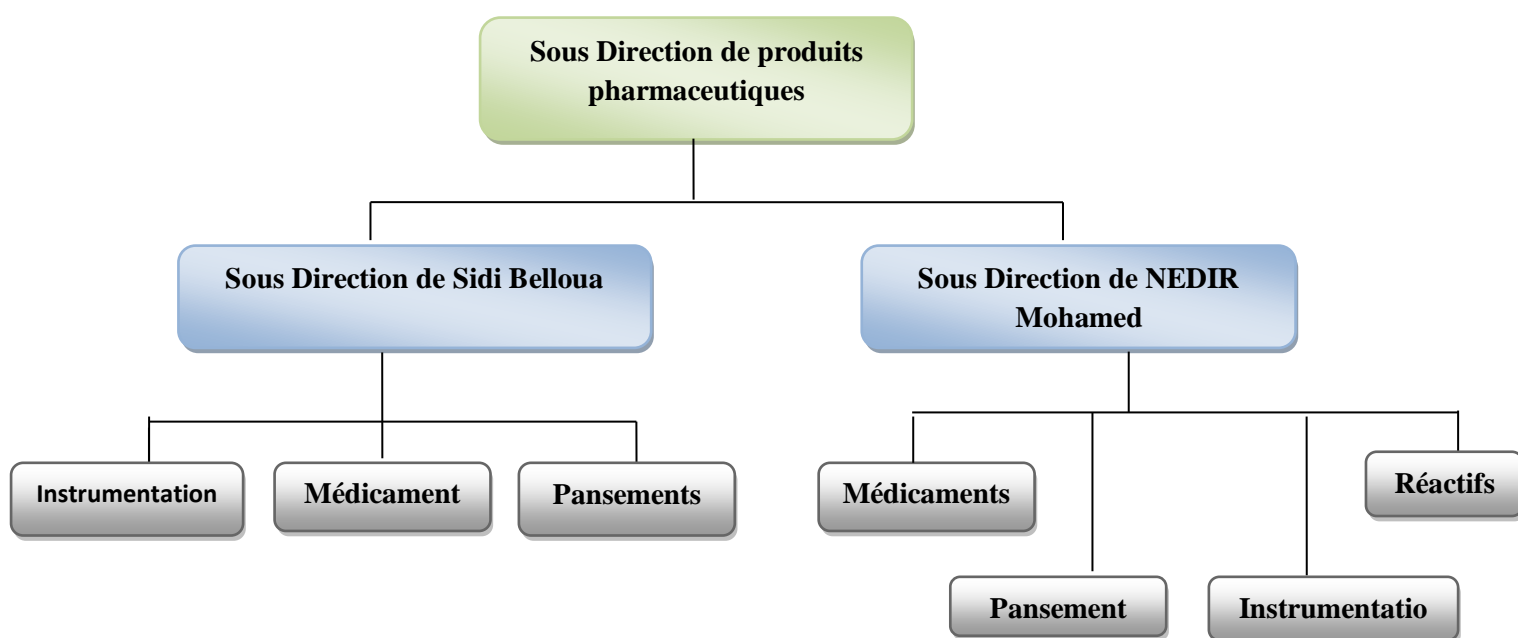 Sous Direction de produits
pharmaceutiques
Sous Direction de Sidi Belloua
Sous Direction de NEDIR
Mohamed
Instrumentation
Médicament
Pansements
Médicaments
Réactifs
Pansement
Instrumentatio